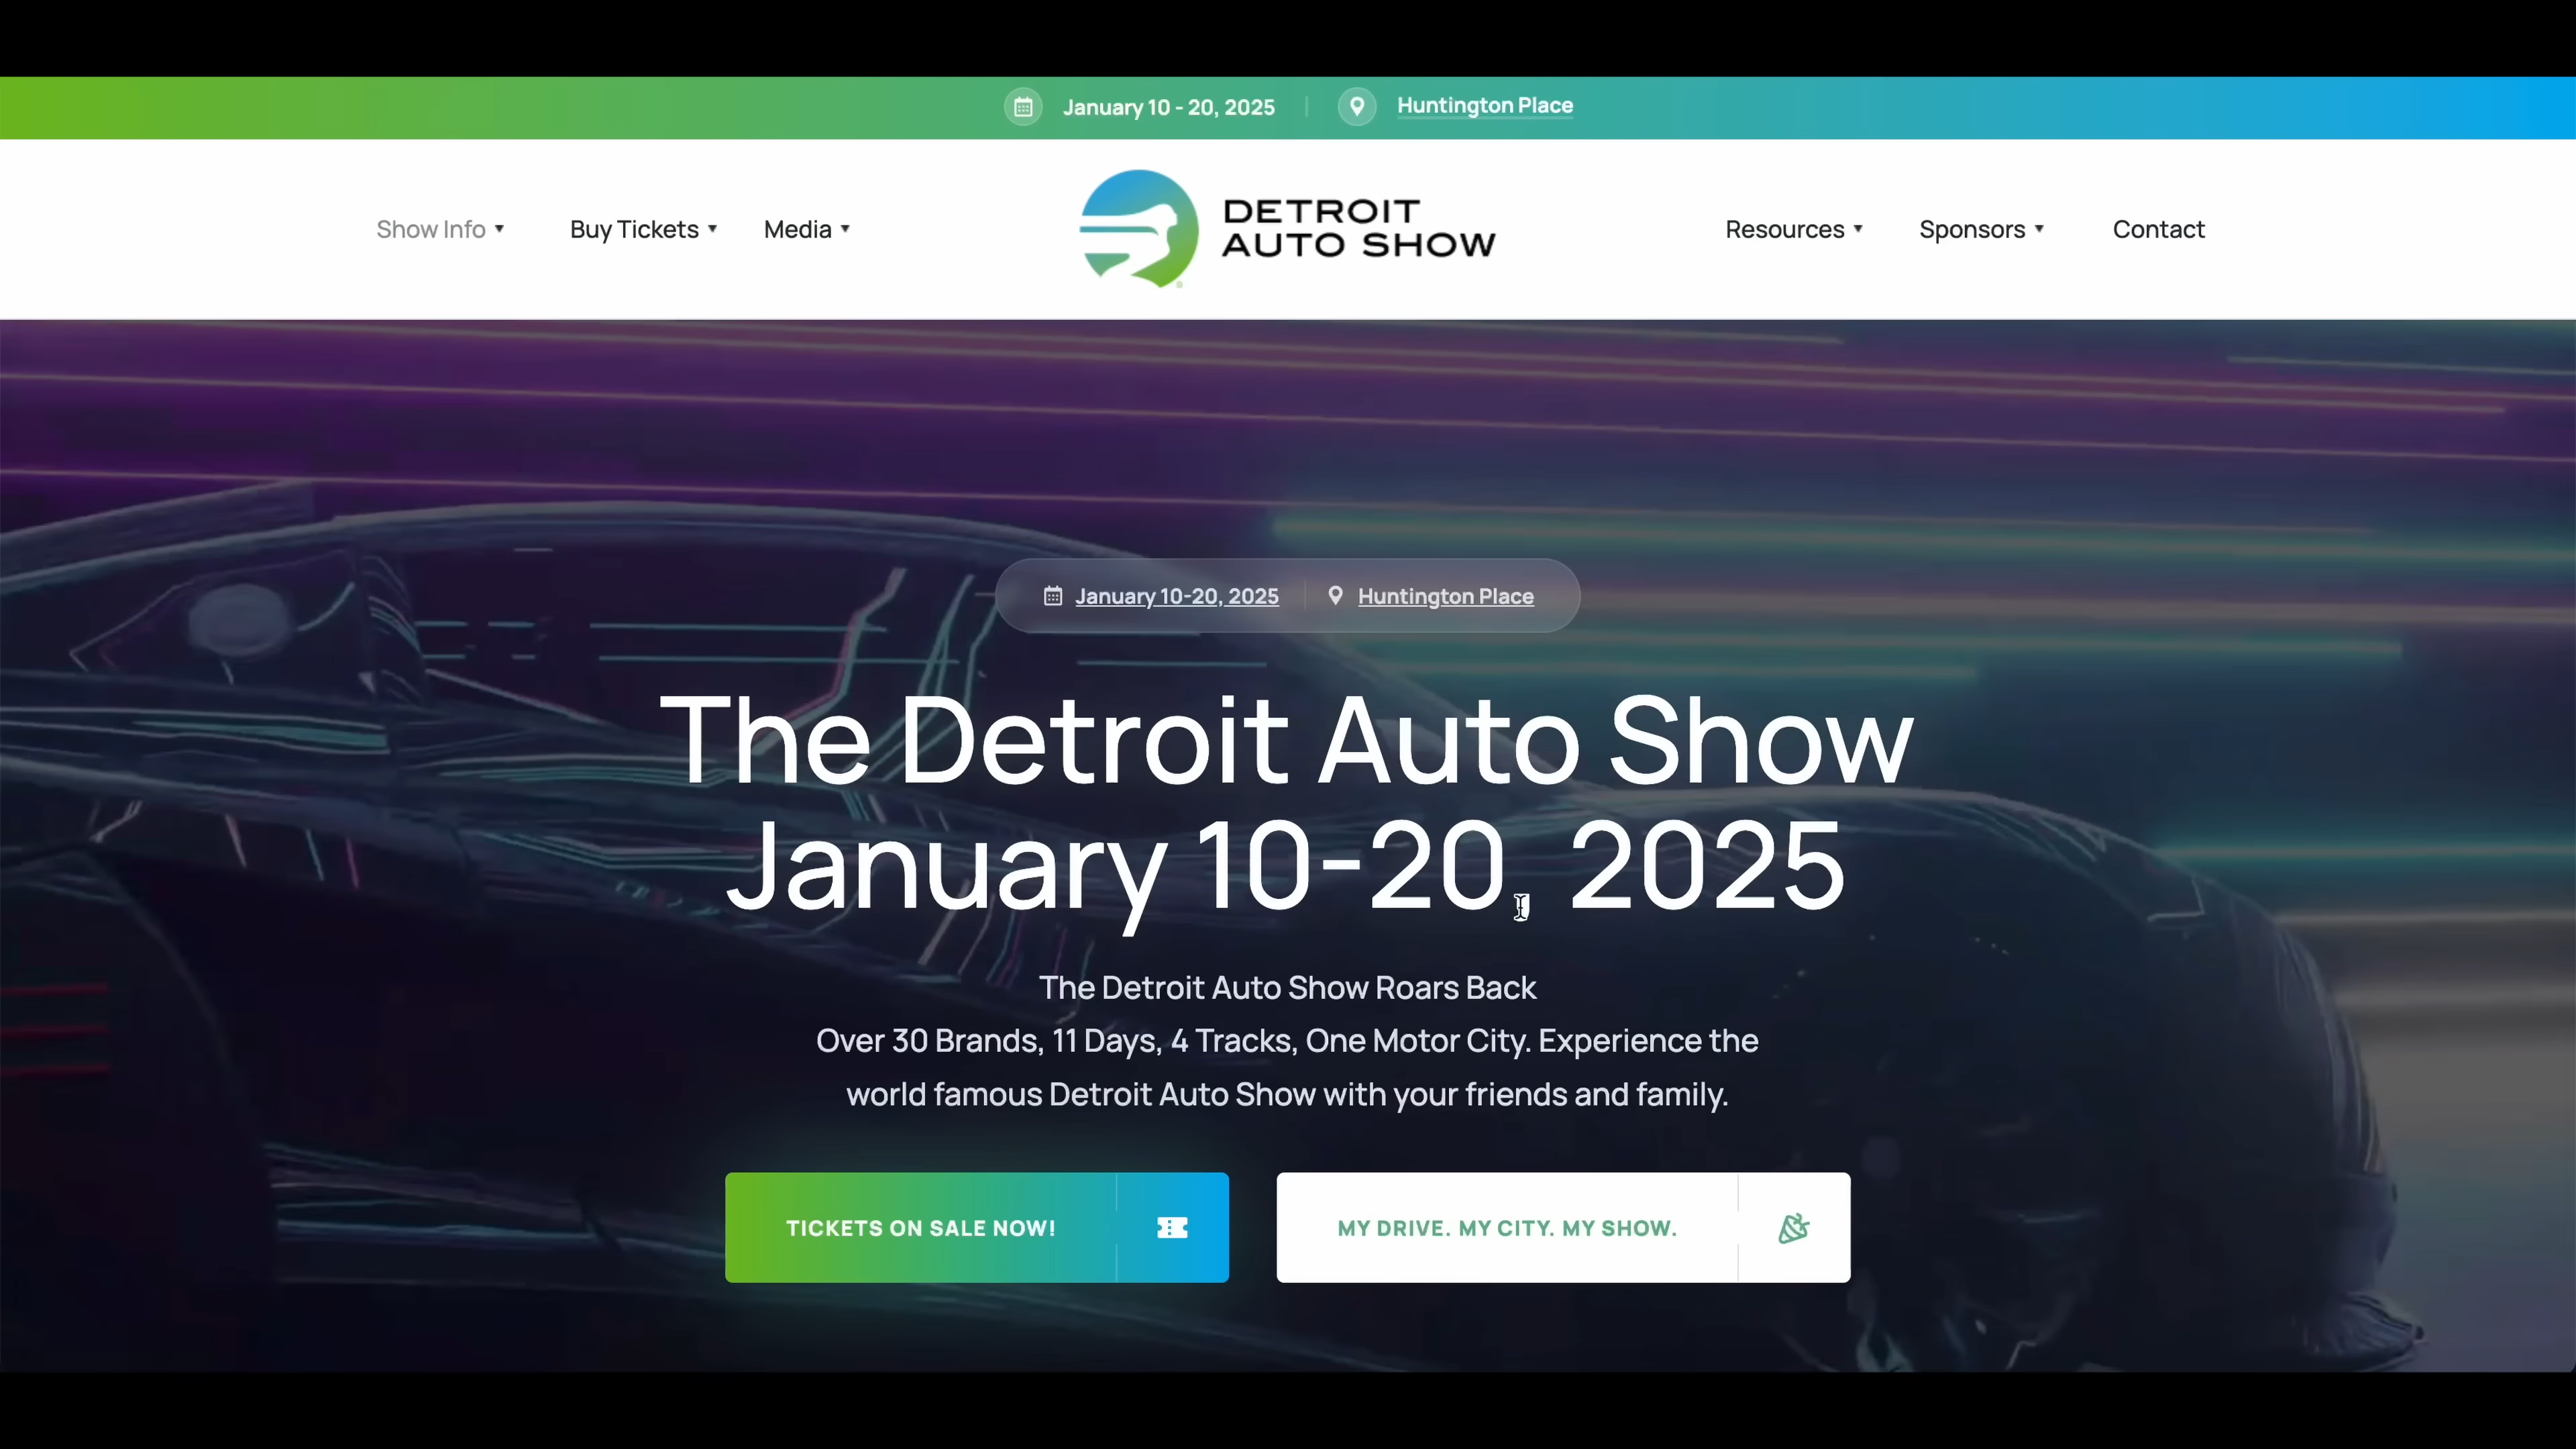 January 10 - 20, 2025
Huntington Place
Show Info
Buy Tickets
Media
DETROIT
AUTO SHOW
Resources
Sponsors
Contact
January 10-20, 2025
Huntington Place
The Detroit Auto Show
January 10-20, 2025
The Detroit Auto Show Roars Back
Over 30 Brands, 11 Days, 4 Tracks, One Motor City. Experience the
world famous Detroit Auto Show with your friends and family.
TICKETS ON SALE NOW!
MY DRIVE. MY CITY. MY SHOW.